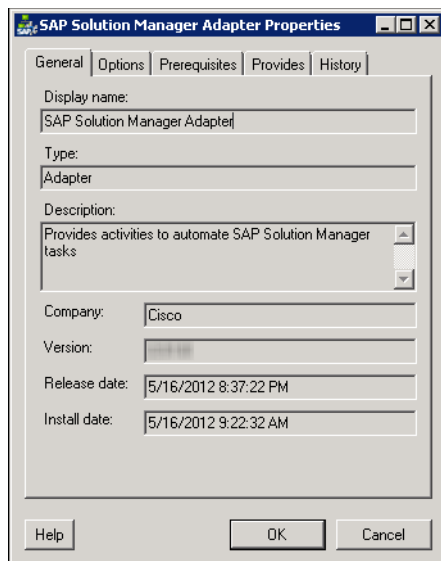 SAP Solution Manager Adapter Properties
General Options Prerequisites Provides History
Display name:
SAP Solution Manager Adapter
Type:
Adapter
Description:
Provides activities to automate SAP Solution Manager
tasks
Company: Cisco
Version:
Release date: 5/16/2012 8:37:22 PM
Install date: 5/16/2012 9:22:32 AM
Help OK Cancel